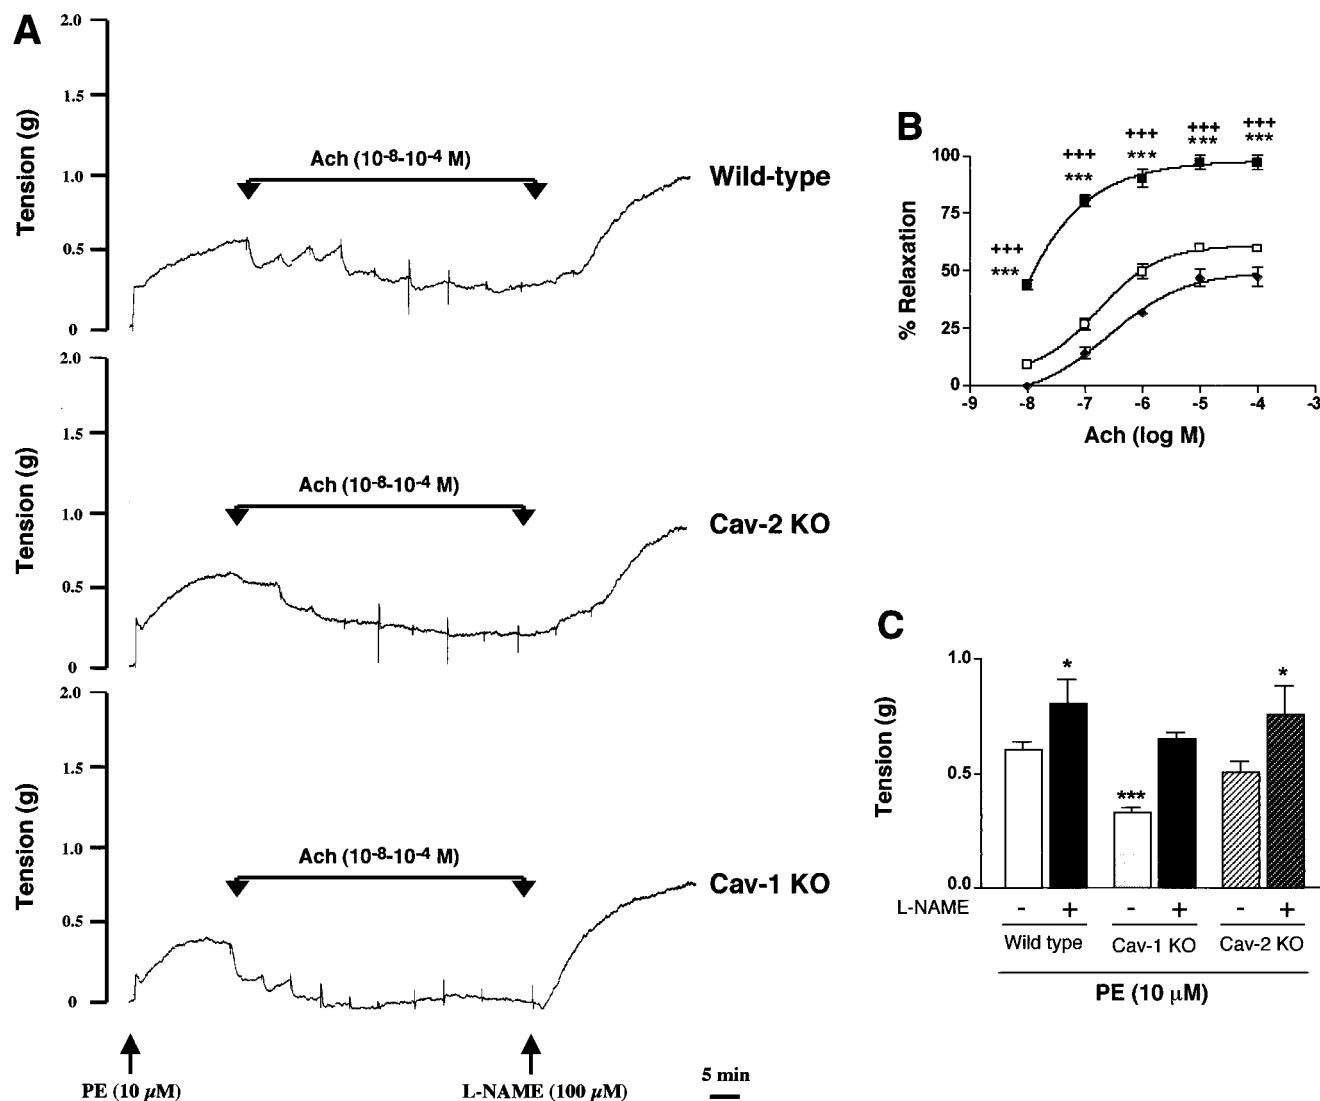 A
Tension (g)
2.0
1.5
1.0
0.5
0
Ach (10-8-10-4 M)
Wild-type
Tension (g)
2.0
1.5
1.0
0.5
0
Ach (10-8-10-4 M)
Cav-2 KO
Tension (g)
2.0
1.5
1.0
0.5
0
Ach (10-8-10-4 M)
Cav-1 KO
PE (10 µM)
L-NAME (100 µM)
5 min
B
% Relaxation
100
75
50
25
0
+++ +++ +++ +++ +++
*** *** *** *** ***
-9 -8 -7 -6 -5 -4 -3
Ach (log M)
C
Tension (g)
1.0
0.5
0.0
* *** *
L-NAME - + - + - +
Wild type Cav-1 KO Cav-2 KO
PE (10 µM)